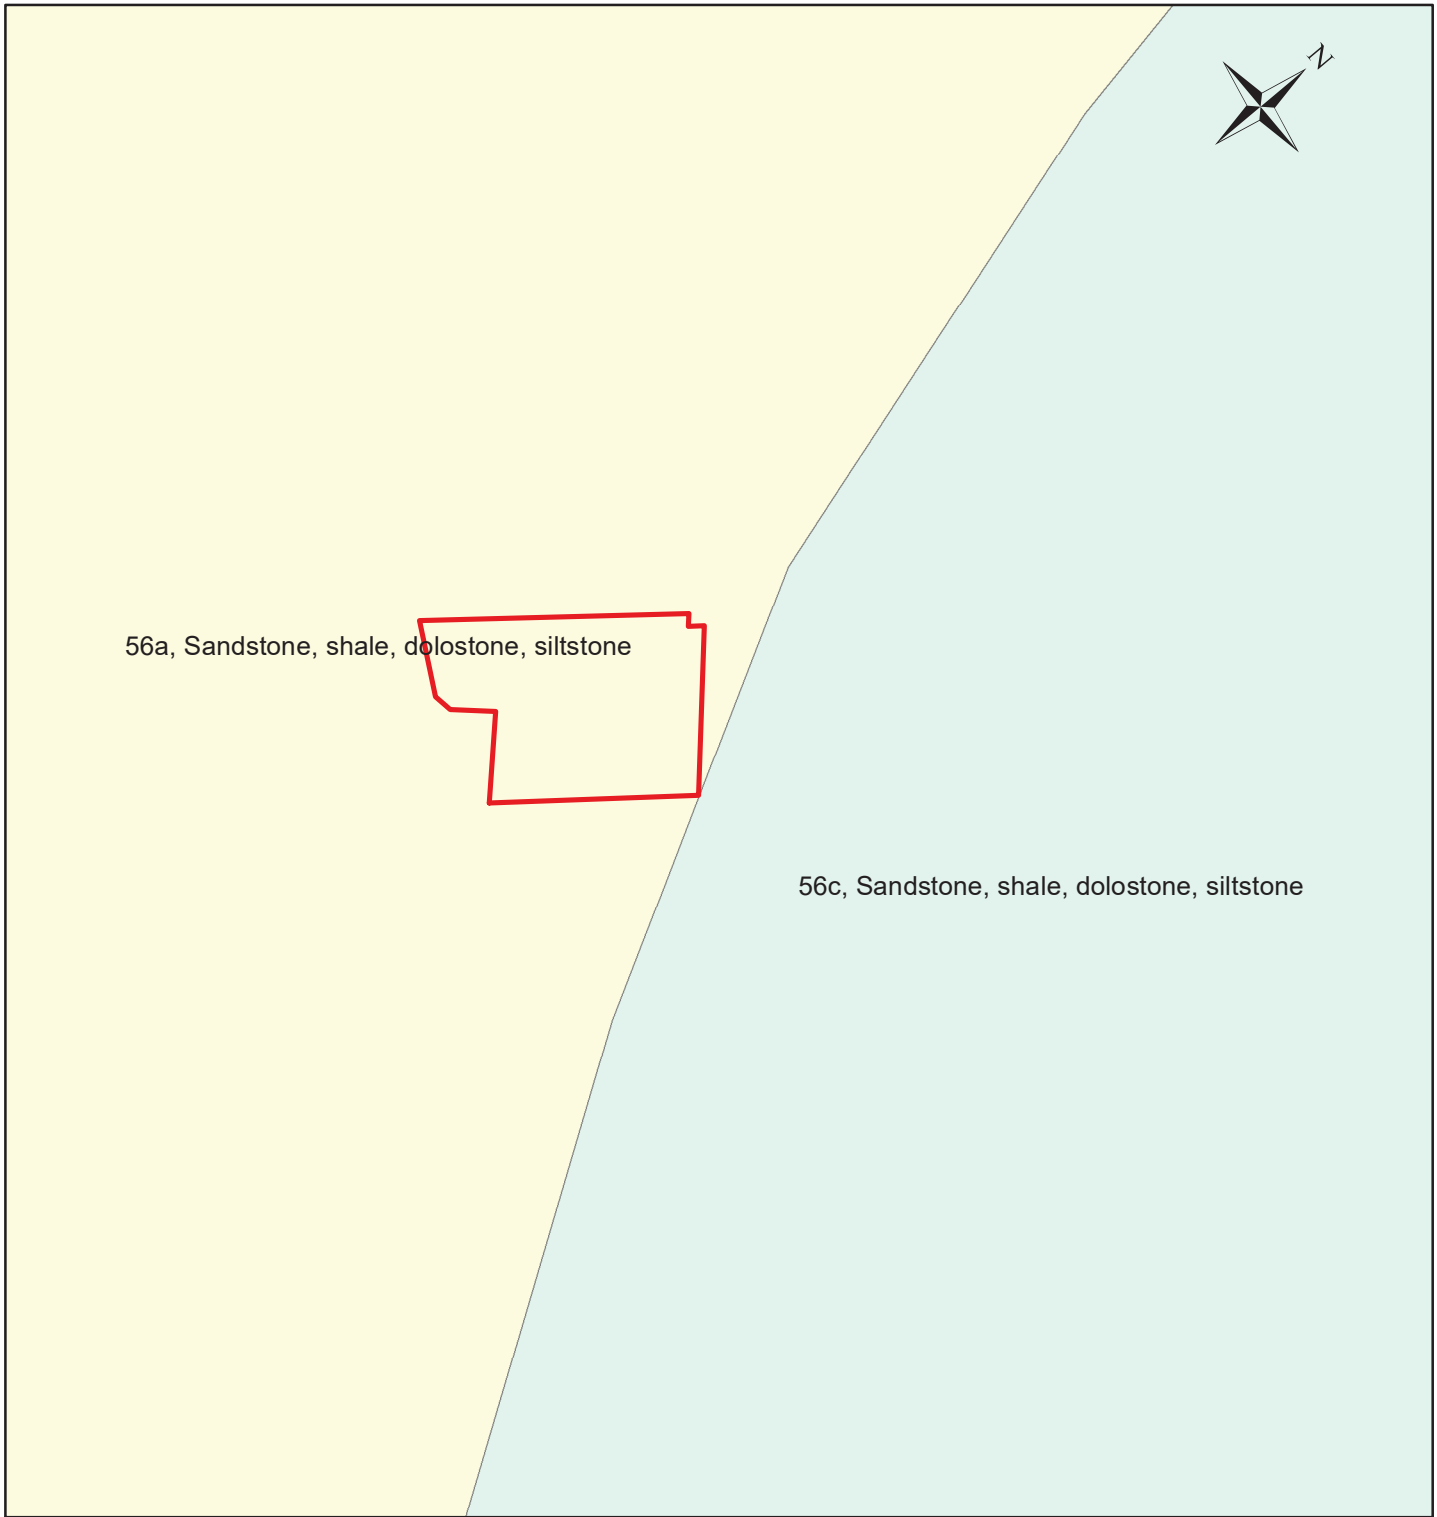 N
56a, Sandstone, shale, dolostone, siltstone
56c, Sandstone, shale, dolostone, siltstone